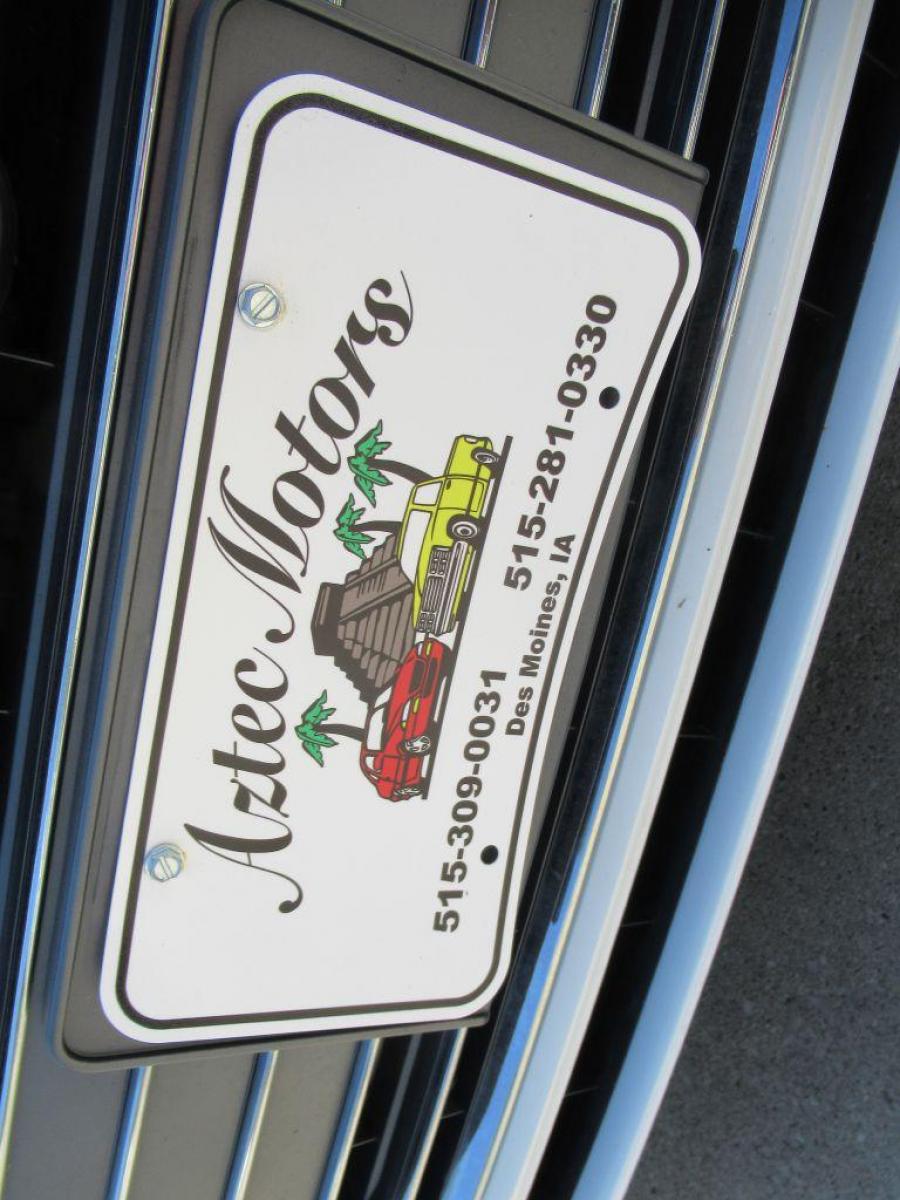 Aztec Motors
515-309-0031 515-281-0330
Des Moines, IA